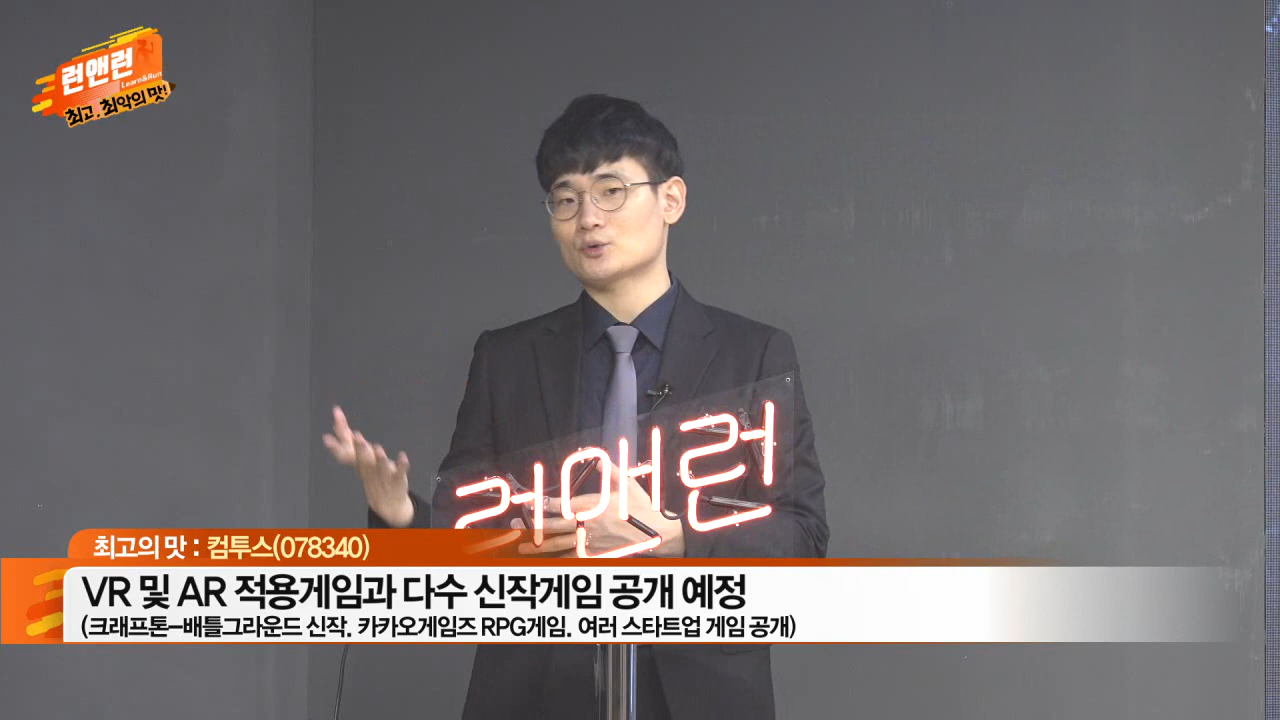 런앤런
Learn&Run
최고, 최악의 맛!
런앤런
최고의 맛 : 컴투스(078340)
VR 및 AR 적용게임과 다수 신작게임 공개 예정
(크래프톤-배틀그라운드 신작, 카카오게임즈 RPG게임, 여러 스타트업 게임 공개)